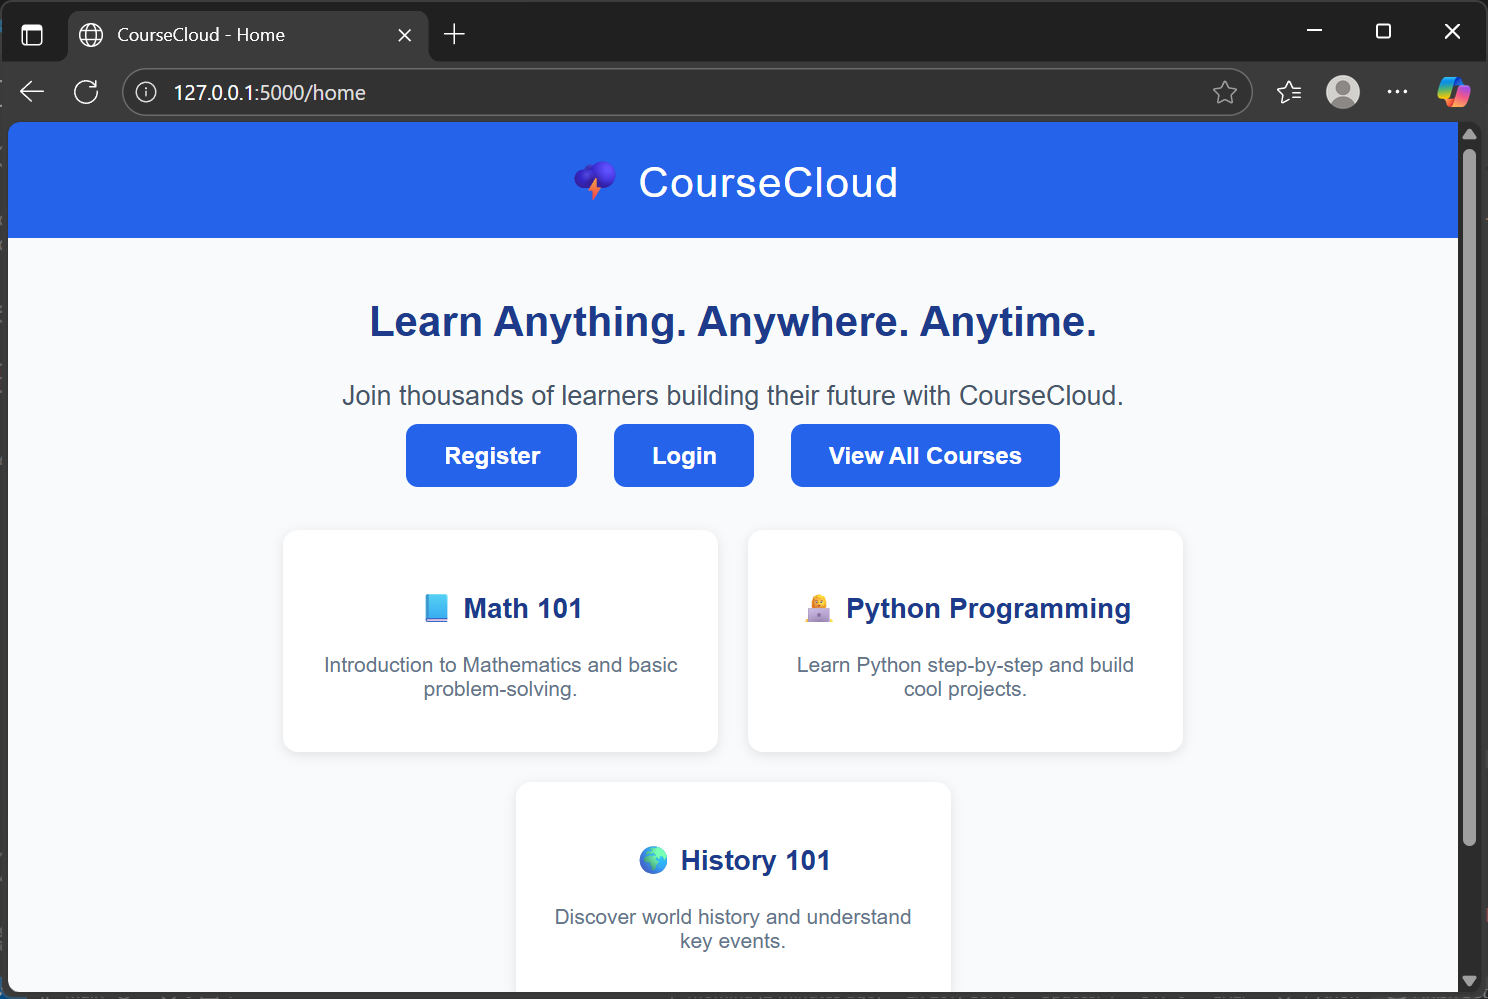 CourseCloud - Home
127.0.0.1:5000/home
CourseCloud
Learn Anything. Anywhere. Anytime.
Join thousands of learners building their future with CourseCloud.
Register Login View All Courses
Math 101
Introduction to Mathematics and basic
problem-solving.
Python Programming
Learn Python step-by-step and build
cool projects.
History 101
Discover world history and understand
key events.